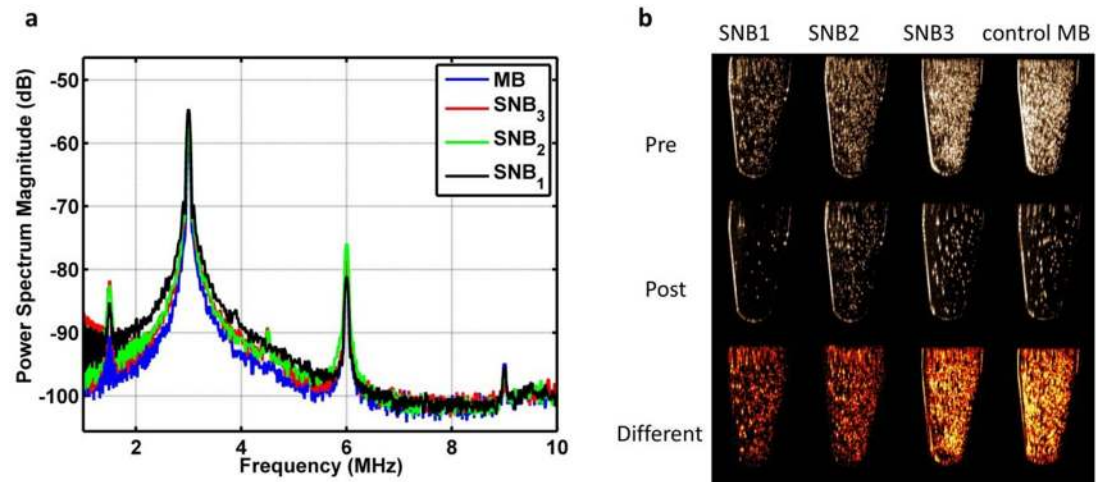 a
-50
-60
-70
-80
-90
-100
Power Spectrum Magnitude (dB)
MB
SNB3
SNB2
SNB1
2 4 6 8 10
Frequency (MHz)
b
SNB1 SNB2 SNB3 control MB
Pre
Post
Different